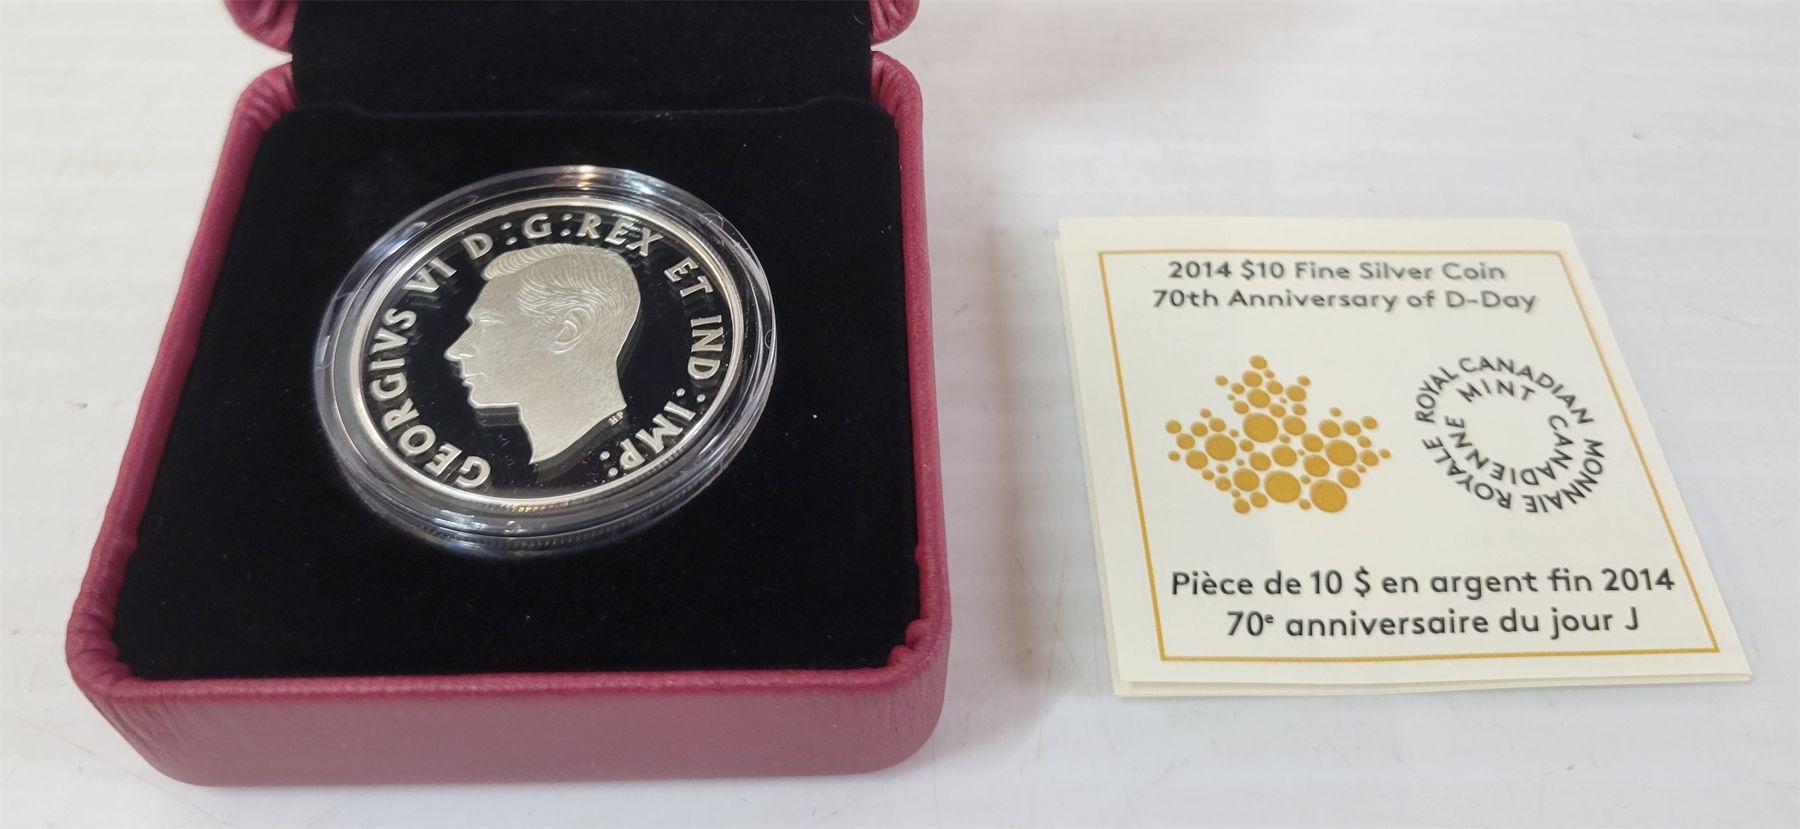 GEORGIVS VI D:G:REX ET IND:IMP:
HP
2014 $10 Fine Silver Coin
70th Anniversary of D-Day
ROYAL CANADIAN MINT
MONNAIE ROYALE CANADIENNE
Pièce de 10 $ en argent fin 2014
70e anniversaire du jour J